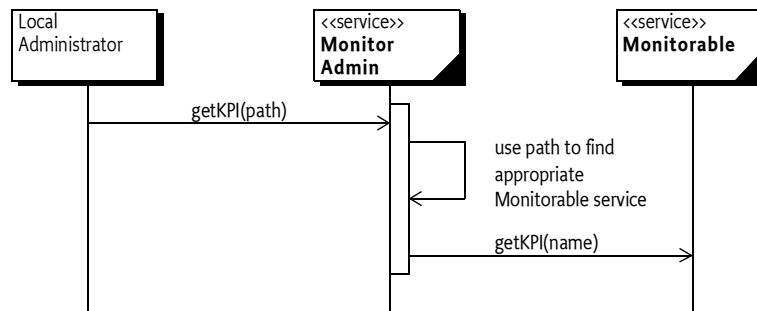 Local
Administrator
<<service>>
Monitor
Admin
<<service>>
Monitorable
getKPI(path)
use path to find
appropriate
Monitorable service
getKPI(name)